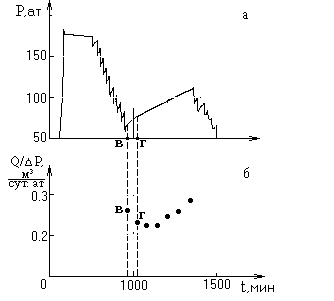 P,ат
а
150
100
50
в г
Q/ΔP,
м³
сут. ат
б
0.3
в
г
0.2
0
1000
1500
t,мин